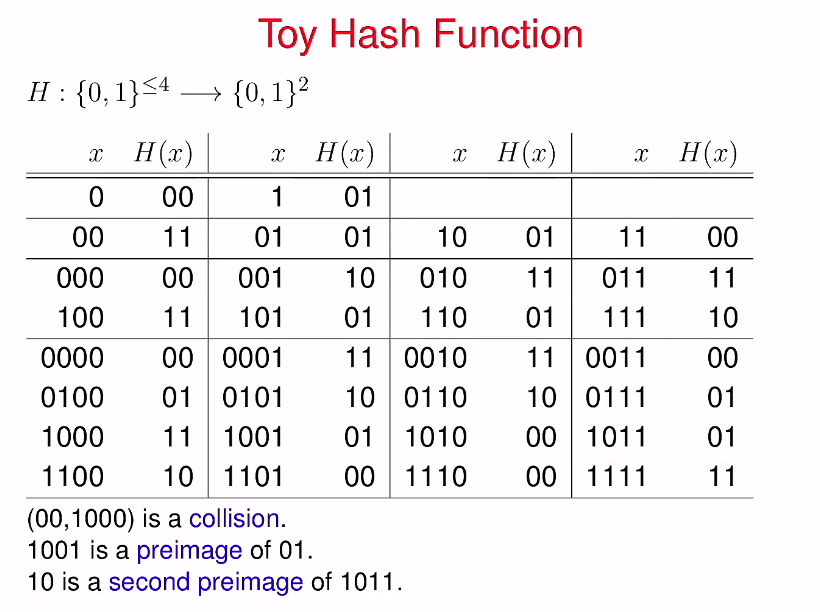 Toy Hash Function
H : {0, 1}^{≤4} ⟶ {0, 1}^2
x H(x) x H(x) x H(x) x H(x)
0 00 1 01
00 11 01 01 10 01 11 00
000 00 001 10 010 11 011 11
100 11 101 01 110 01 111 10
0000 00 0001 11 0010 11 0011 00
0100 01 0101 10 0110 10 0111 01
1000 11 1001 01 1010 00 1011 01
1100 10 1101 00 1110 00 1111 11
(00,1000) is a collision.
1001 is a preimage of 01.
10 is a second preimage of 1011.